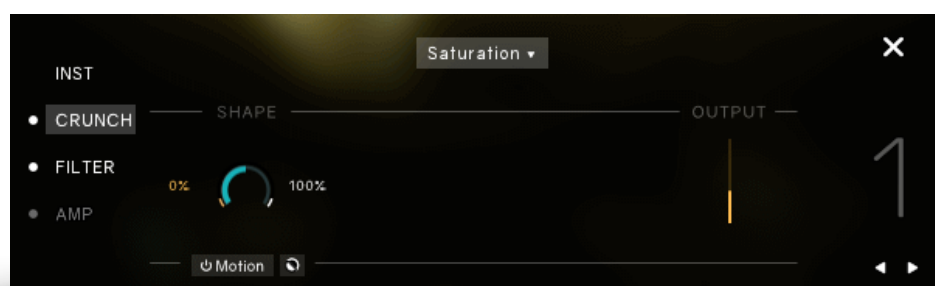 Saturation
INST
CRUNCH
SHAPE
OUTPUT
FILTER
0%
100%
AMP
Motion
1